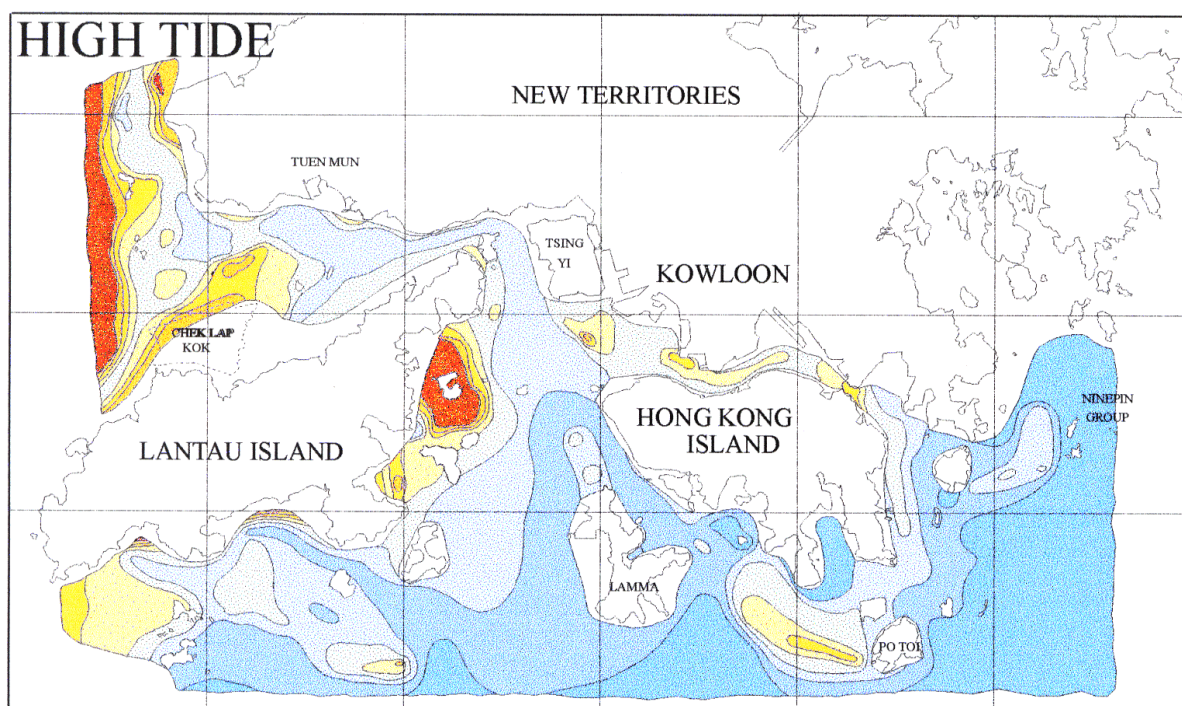 HIGH TIDE
NEW TERRITORIES
TUEN MUN
TSING
YI
KOWLOON
CHEK LAP
KOK
HONG KONG
ISLAND
NINEPIN
GROUP
LANTAU ISLAND
LAMMA
PO TOI